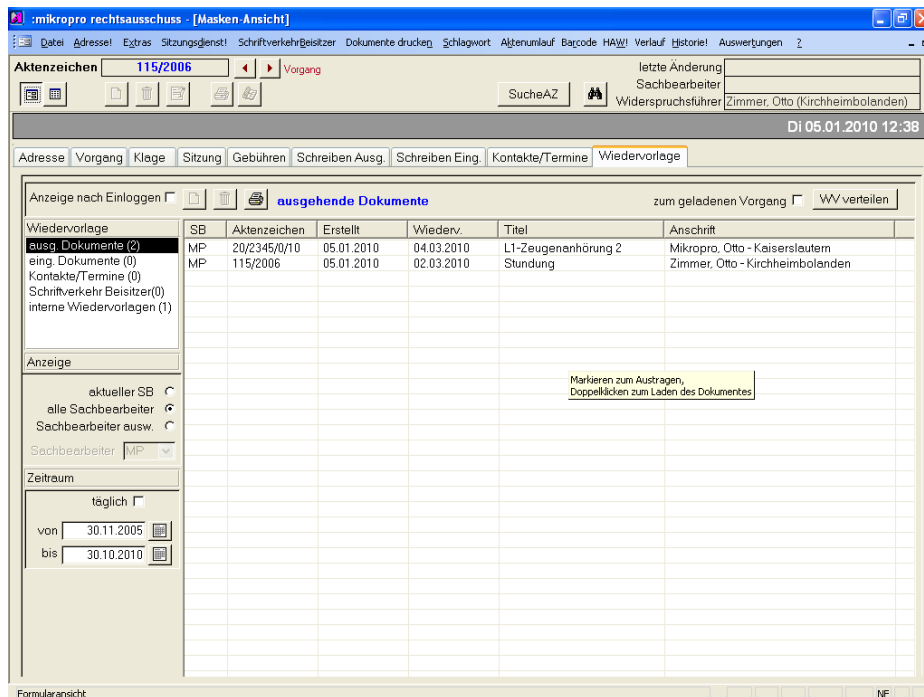 :mikropro rechtsausschuss - [Masken-Ansicht]
Datei Adresse! Extras Sitzungsdienst! SchriftverkehrBeisitzer Dokumente drucken Schlagwort Aktenumlauf Barcode HAW! Verlauf Historie! Auswertungen ?
Aktenzeichen 115/2006 Vorgang letzte Änderung
Sachbearbeiter
SucheAZ
Widerspruchsführer Zimmer, Otto (Kirchheimbolanden)
Di 05.01.2010 12:38
Adresse Vorgang Klage Sitzung Gebühren Schreiben Ausg. Schreiben Eing. Kontakte/Termine Wiedervorlage
Anzeige nach Einloggen ausgehende Dokumente zum geladenen Vorgang WV verteilen
Wiedervorlage SB Aktenzeichen Erstellt Wiederv. Titel Anschrift
ausg. Dokumente (2) MP 20/2345/0/10 05.01.2010 04.03.2010 L1-Zeugenanhörung 2 Mikropro, Otto - Kaiserslautern
eing. Dokumente (0) MP 115/2006 05.01.2010 02.03.2010 Stundung Zimmer, Otto - Kirchheimbolanden
Kontakte/Termine (0)
Schriftverkehr Beisitzer(0)
interne Wiedervorlagen (1)
Anzeige
Markieren zum Austragen,
Doppelklicken zum Laden des Dokumentes
aktueller SB
alle Sachbearbeiter
Sachbearbeiter ausw.
Sachbearbeiter MP
Zeitraum
täglich
von 30.11.2005
bis 30.10.2010
Formularansicht NF